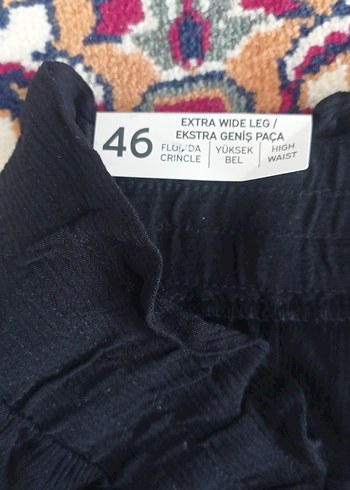 EXTRA WIDE LEG /
EKSTRA GENİŞ PAÇA
46
FLORIDA CRINCLE
YÜKSEK BEL
HIGH WAIST